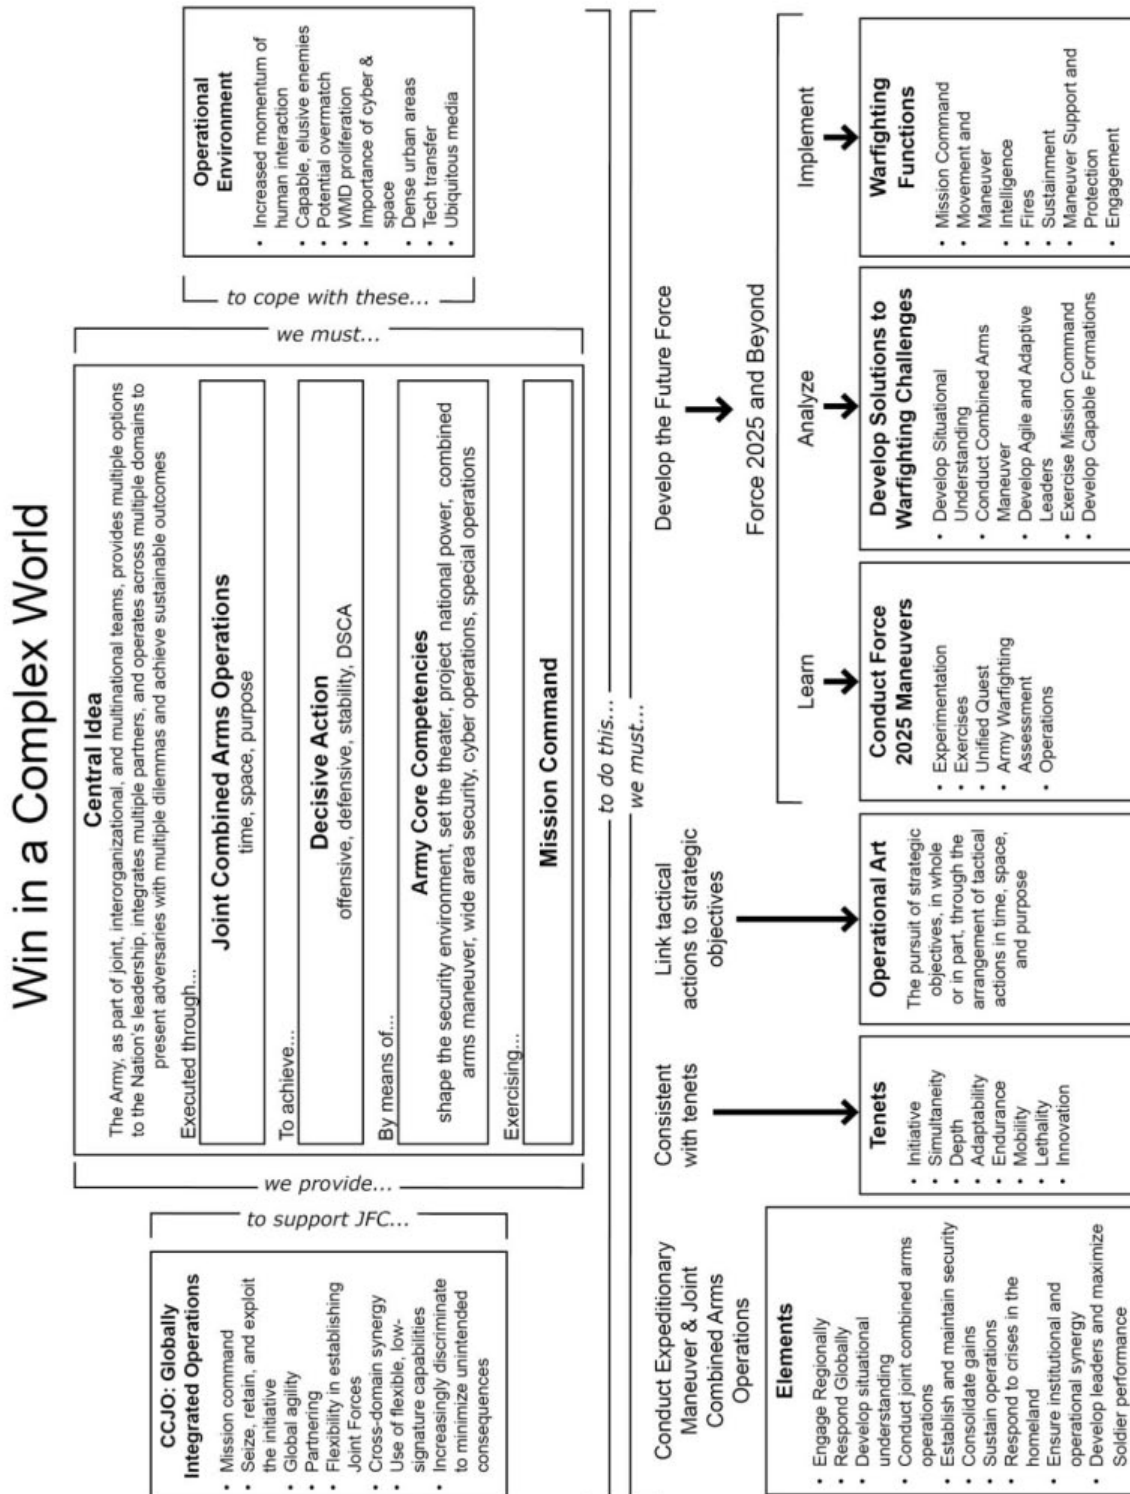 Win in a Complex World
CCJO: Globally
Integrated Operations
• Mission command
• Seize, retain, and exploit
the initiative
• Global agility
• Partnering
• Flexibility in establishing
Joint Forces
• Cross-domain synergy
• Use of flexible, low-
signature capabilities
• Increasingly discriminate
to minimize unintended
consequences
to support JFC...
we provide...
Central Idea
The Army, as part of joint, interorganizational, and multinational teams, provides multiple options
to the Nation's leadership, integrates multiple partners, and operates across multiple domains to
present adversaries with multiple dilemmas and achieve sustainable outcomes
Executed through...
Joint Combined Arms Operations
time, space, purpose
To achieve...
Decisive Action
offensive, defensive, stability, DSCA
By means of...
Army Core Competencies
shape the security environment, set the theater, project national power, combined
arms maneuver, wide area security, cyber operations, special operations
Exercising...
Mission Command
we must...
to cope with these...
Operational
Environment
• Increased momentum of
human interaction
• Capable, elusive enemies
• Potential overmatch
• WMD proliferation
• Importance of cyber &
space
• Dense urban areas
• Tech transfer
• Ubiquitous media
to do this...
we must...
Conduct Expeditionary
Maneuver & Joint
Combined Arms
Operations
Elements
• Engage Regionally
• Respond Globally
• Develop situational
understanding
• Conduct joint combined arms
operations
• Establish and maintain security
• Consolidate gains
• Sustain operations
• Respond to crises in the
homeland
• Ensure institutional and
operational synergy
• Develop leaders and maximize
Soldier performance
Consistent
with tenets
Tenets
• Initiative
• Simultaneity
• Depth
• Adaptability
• Endurance
• Mobility
• Lethality
• Innovation
Link tactical
actions to strategic
objectives
Operational Art
The pursuit of strategic
objectives, in whole
or in part, through the
arrangement of tactical
actions in time, space,
and purpose
Develop the Future Force
Force 2025 and Beyond
Learn
Conduct Force
2025 Maneuvers
• Experimentation
• Exercises
• Unified Quest
• Army Warfighting
Assessment
• Operations
Analyze
Develop Solutions to
Warfighting Challenges
• Develop Situational
Understanding
• Conduct Combined Arms
Maneuver
• Develop Agile and Adaptive
Leaders
• Exercise Mission Command
• Develop Capable Formations
Implement
Warfighting
Functions
• Mission Command
• Movement and
Maneuver
• Intelligence
• Fires
• Sustainment
• Maneuver Support and
Protection
• Engagement